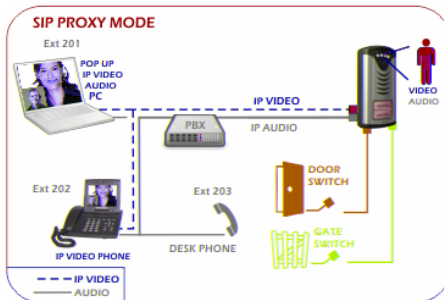 SIP PROXY MODE
Ext 201
POP UP
IP VIDEO
AUDIO
PC
IP VIDEO
PBX
IP AUDIO
VIDEO
AUDIO
DOOR
SWITCH
Ext 202
Ext 203
GATE
SWITCH
IP VIDEO PHONE
DESK PHONE
IP VIDEO
AUDIO